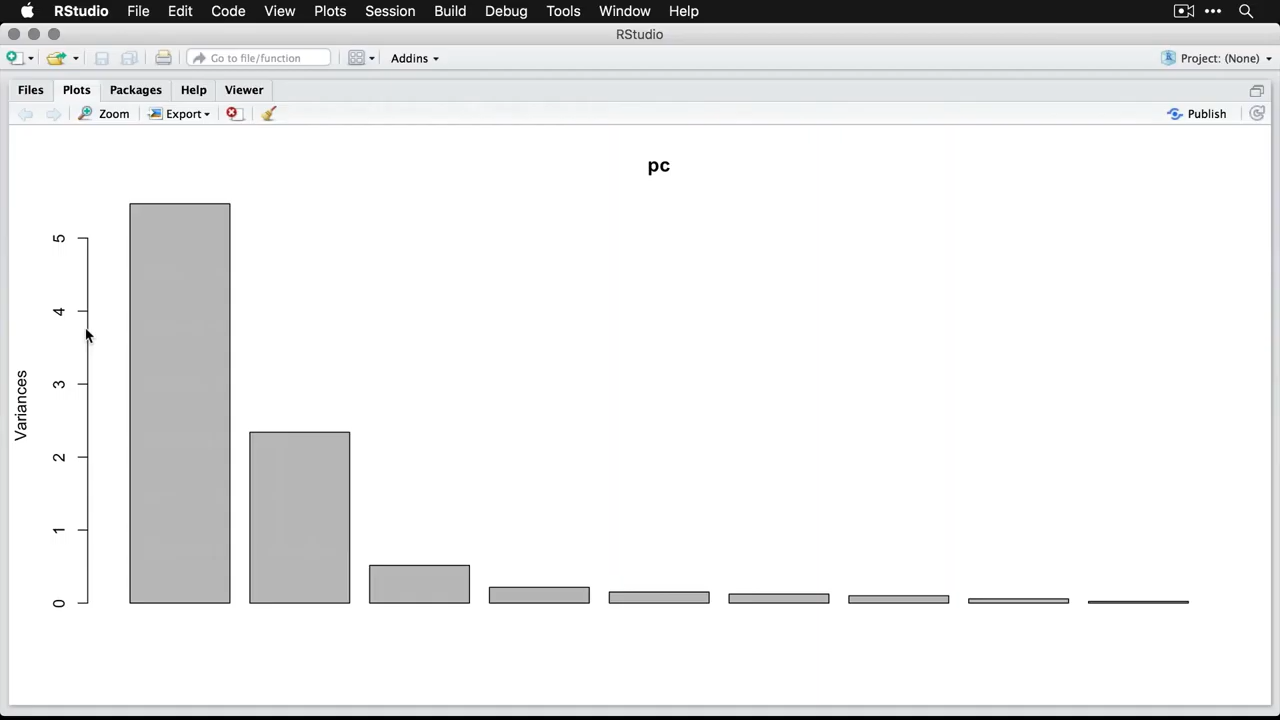 RStudio File Edit Code View Plots Session Build Debug Tools Window Help
RStudio
Go to file/function Addins Project: (None)
Files Plots Packages Help Viewer
Zoom Export Publish
pc
Variances
5
4
3
2
1
0